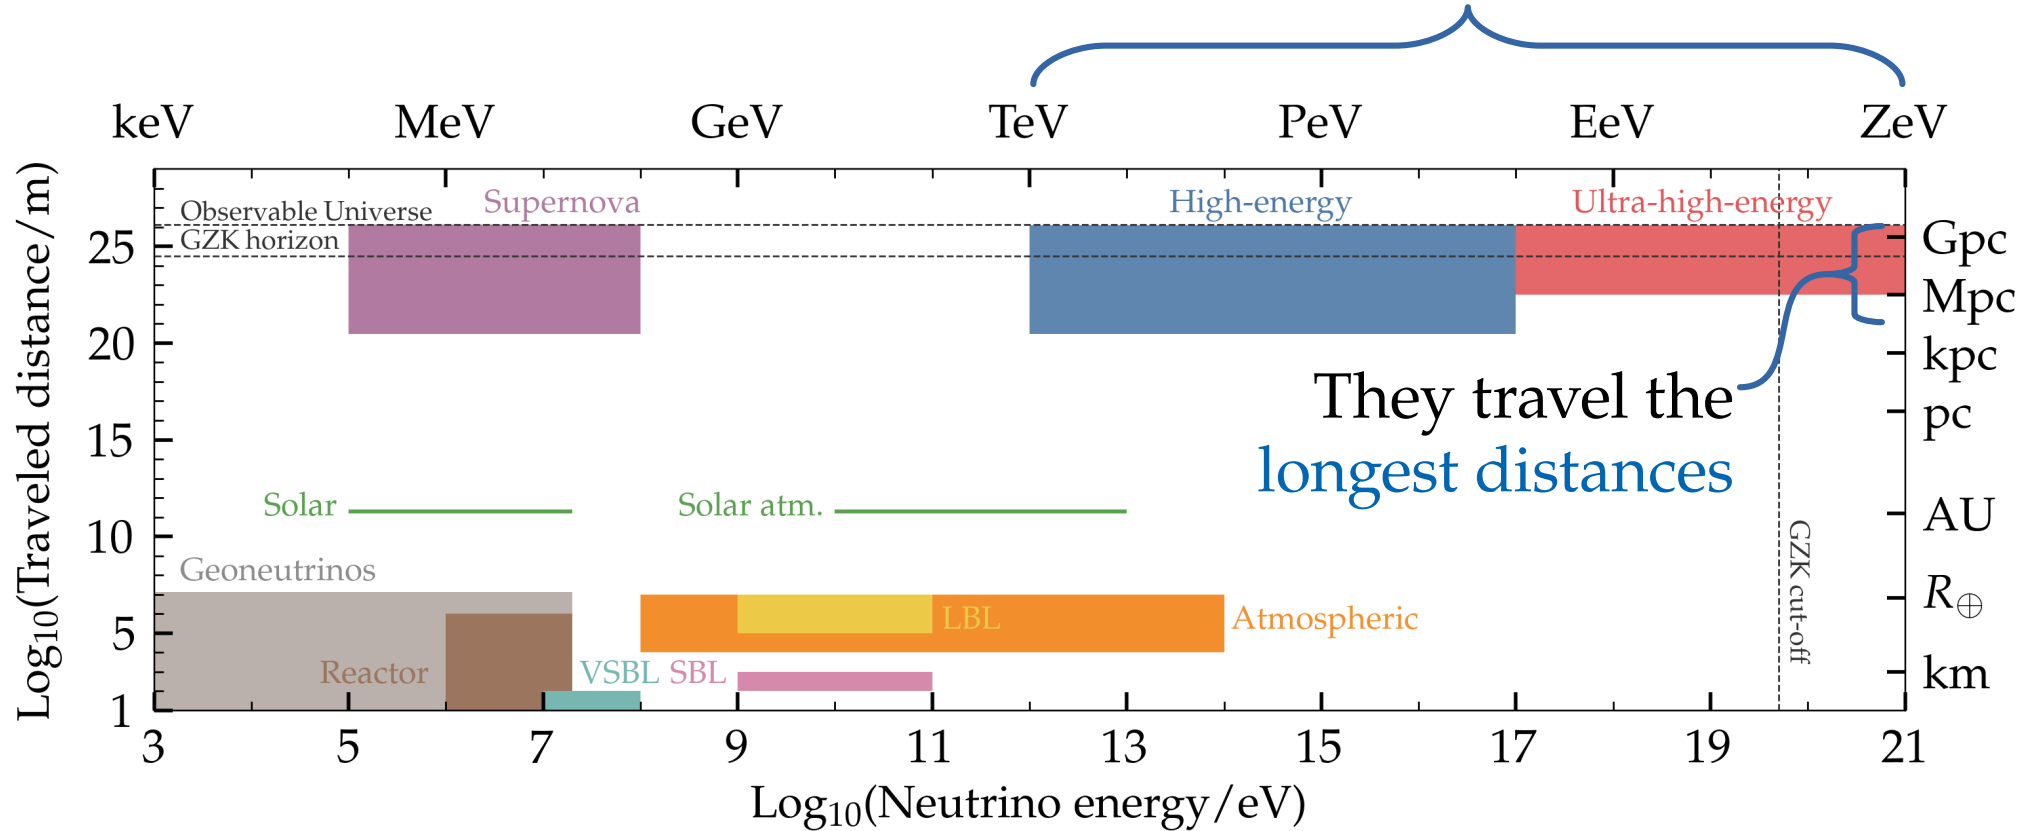 keV MeV GeV TeV PeV EeV ZeV
Observable Universe
GZK horizon
Supernova
High-energy
Ultra-high-energy
25
20
15
10
5
1
Log10(Traveled distance/m)
Gpc
Mpc
kpc
pc
AU
R⊕
km
They travel the
longest distances
Solar
Solar atm.
GZK cut-off
Geoneutrinos
LBL
Atmospheric
Reactor
VSBL
SBL
3 5 7 9 11 13 15 17 19 21
Log10(Neutrino energy/eV)